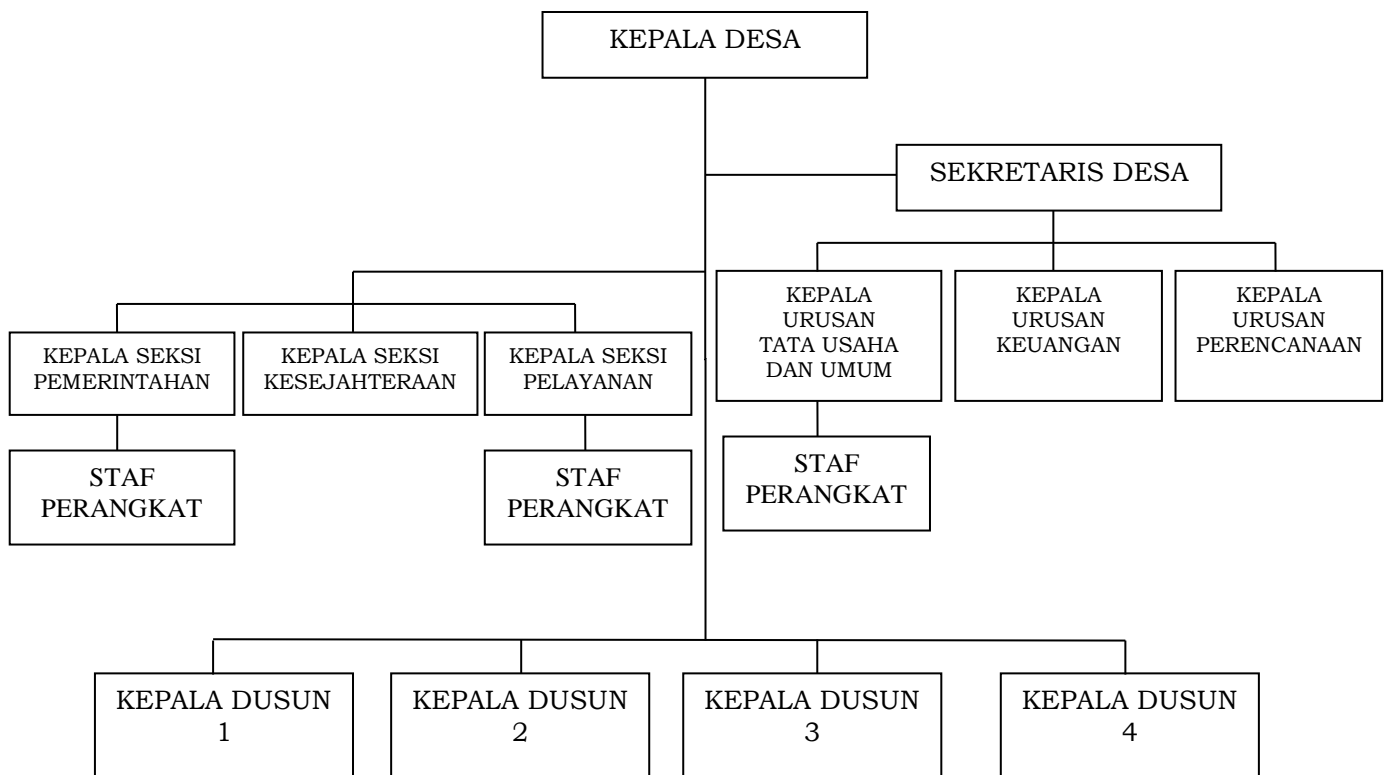 KEPALA DESA
SEKRETARIS DESA
KEPALA
URUSAN
TATA USAHA
DAN UMUM
KEPALA
URUSAN
KEUANGAN
KEPALA
URUSAN
PERENCANAAN
KEPALA SEKSI
PEMERINTAHAN
KEPALA SEKSI
KESEJAHTERAAN
KEPALA SEKSI
PELAYANAN
STAF
PERANGKAT
STAF
PERANGKAT
STAF
PERANGKAT
KEPALA DUSUN
1
KEPALA DUSUN
2
KEPALA DUSUN
3
KEPALA DUSUN
4